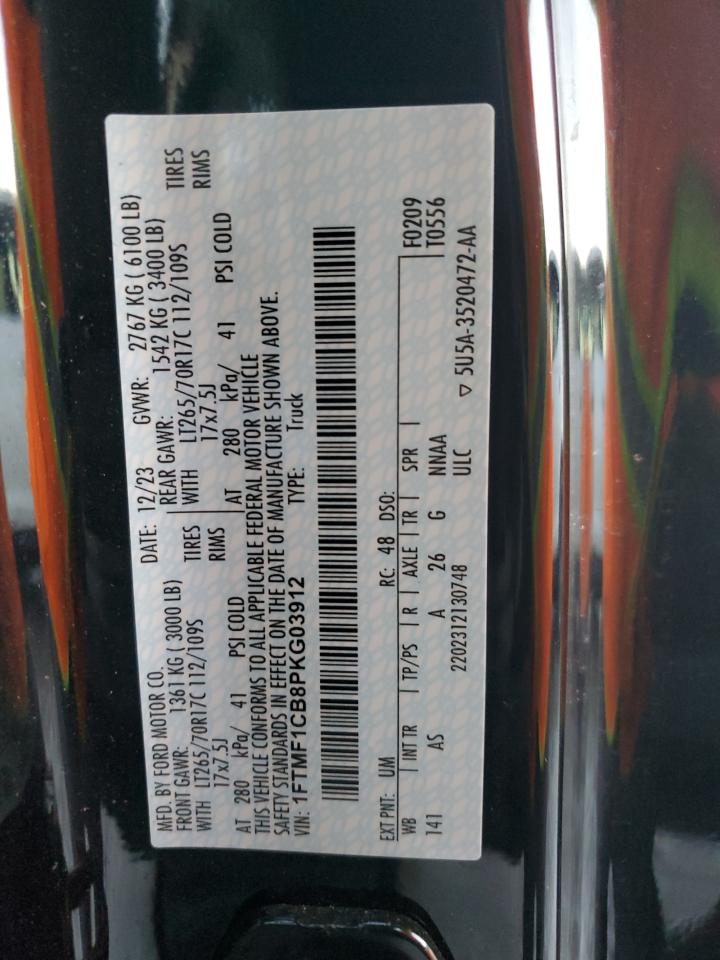 MFD. BY FORD MOTOR CO. DATE: 12/23 GVWR: 2767 KG ( 6100 LB)
FRONT GAWR: 1361 KG ( 3000 LB) REAR GAWR: 1542 KG ( 3400 LB)
WITH LT265/70R17C 112/109S TIRES WITH LT265/70R17C 112/109S TIRES
17x7.5J RIMS 17x7.5J RIMS
AT 280 kPa/ 41 PSI COLD AT 280 kPa/ 41 PSI COLD
THIS VEHICLE CONFORMS TO ALL APPLICABLE FEDERAL MOTOR VEHICLE
SAFETY STANDARDS IN EFFECT ON THE DATE OF MANUFACTURE SHOWN ABOVE.
VIN: 1FTMF1CB8PKG03912 TYPE: Truck
EXT PNT: UM RC: 48 DSO: F0209
WB INT TR TP/PS R AXLE TR SPR T0556
141 AS A 26 G NNAA
2202312130748 ULC ▽ 5U5A-3520472-AA